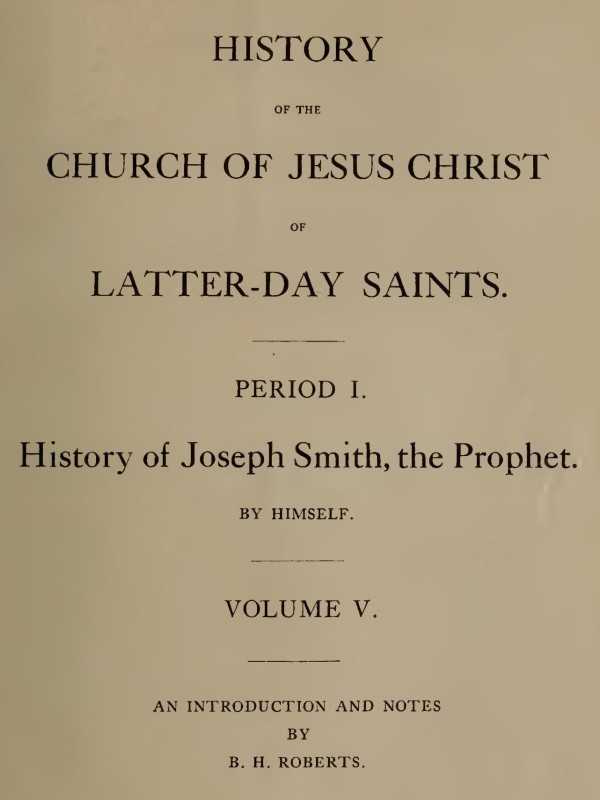 HISTORY
OF THE
CHURCH OF JESUS CHRIST
OF
LATTER-DAY SAINTS.
PERIOD I.
History of Joseph Smith, the Prophet.
BY HIMSELF.
VOLUME V.
AN INTRODUCTION AND NOTES
BY
B. H. ROBERTS.